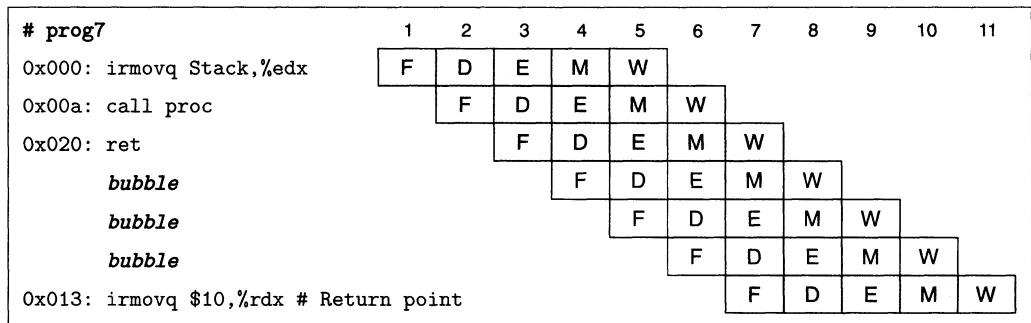 # prog7 1 2 3 4 5 6 7 8 9 10 11
0x000: irmovq Stack,%edx F D E M W
0x00a: call proc F D E M W
0x020: ret F D E M W
bubble F D E M W
bubble F D E M W
bubble F D E M W
0x013: irmovq $10,%rdx # Return point F D E M W